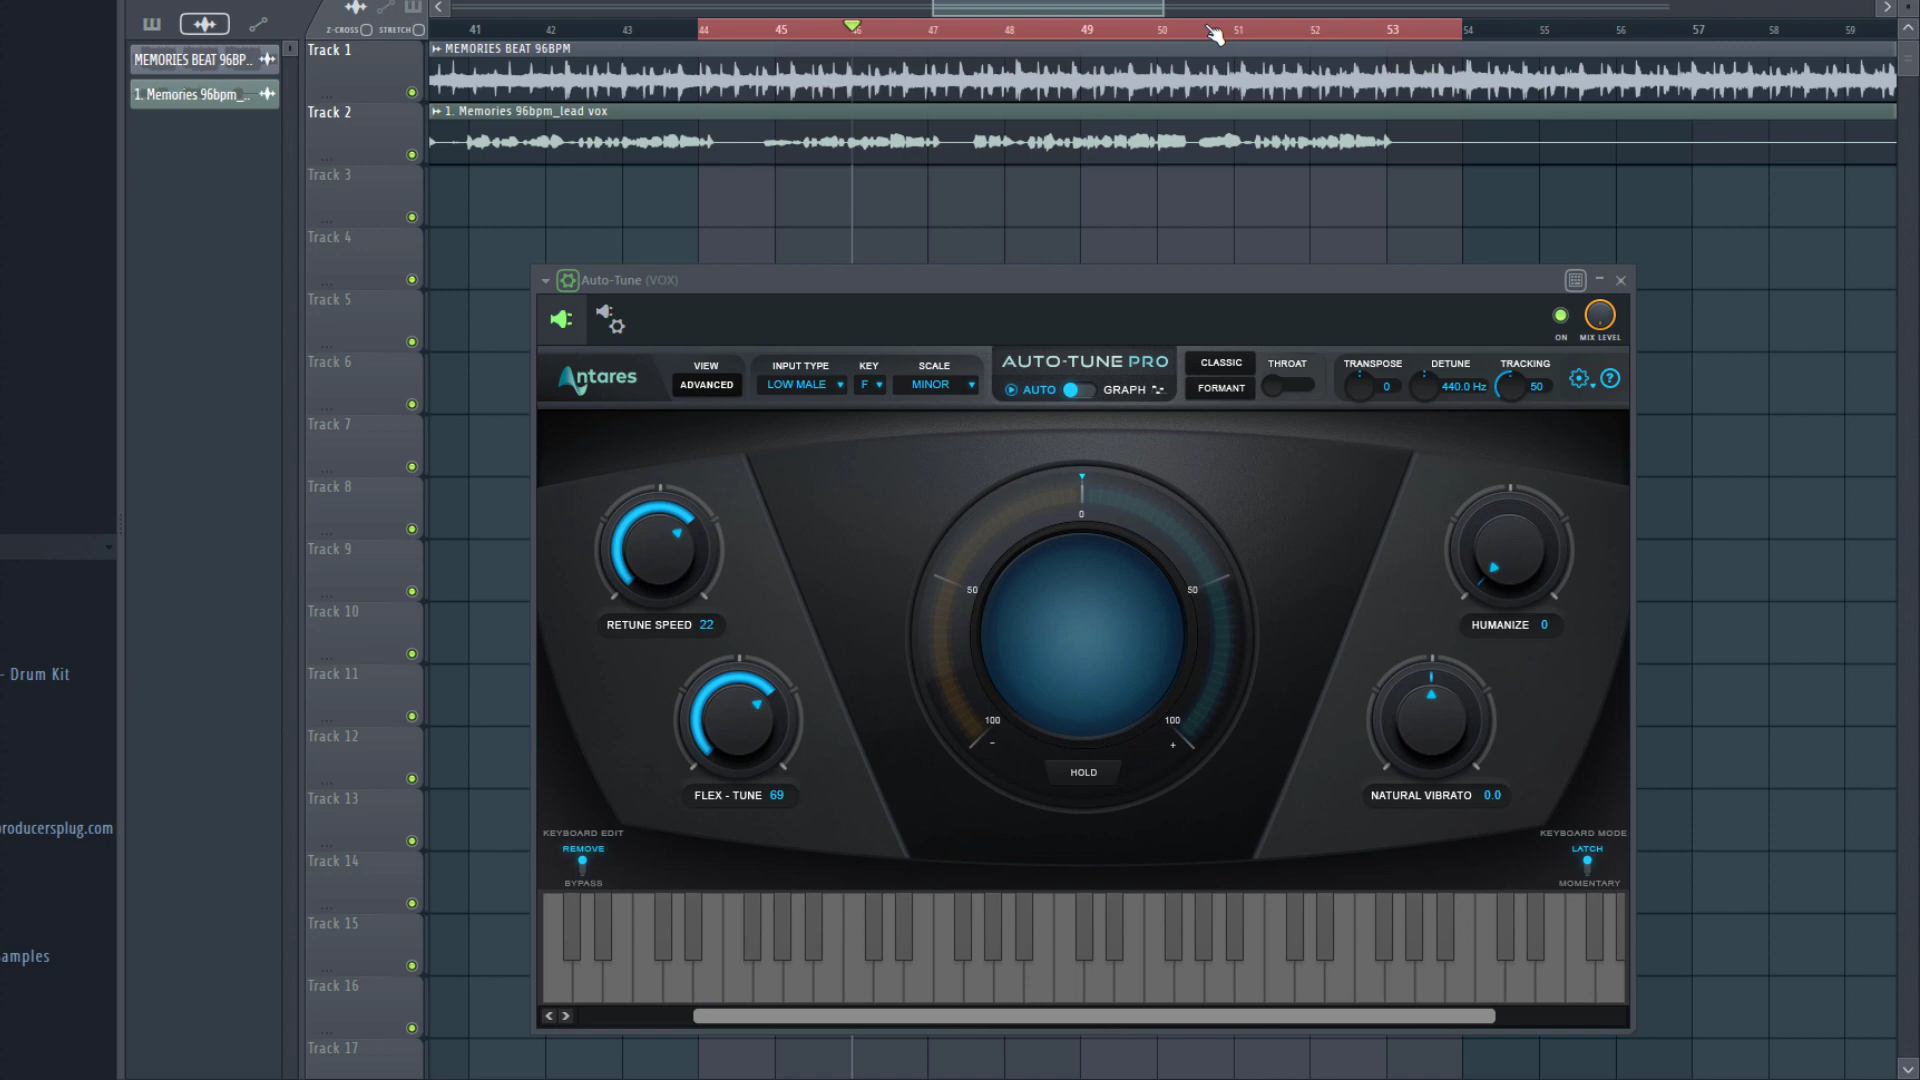 Z-CROSS STRETCH
41 42 43 44 45 46 47 48 49 50 51 52 53 54 55 56 57 58 59
MEMORIES BEAT 96BP..
1. Memories 96bpm_..
Track 1
MEMORIES BEAT 96BPM
Track 2
1. Memories 96bpm_lead vox
Track 3
Track 4
Track 5
Track 6
Track 7
Track 8
Track 9
Track 10
Track 11
Track 12
Track 13
Track 14
Track 15
Track 16
Track 17
- Drum Kit
roducersplug.com
amples
Auto-Tune (VOX)
ON MIX LEVEL
Antares
VIEW
ADVANCED
INPUT TYPE KEY SCALE
LOW MALE F MINOR
AUTO-TUNE PRO
AUTO GRAPH
CLASSIC
FORMANT
THROAT
TRANSPOSE DETUNE TRACKING
0 440.0 Hz 50
?
0
50 50
100 100
- +
HOLD
RETUNE SPEED 22
FLEX - TUNE 69
HUMANIZE 0
NATURAL VIBRATO 0.0
KEYBOARD EDIT
REMOVE
BYPASS
KEYBOARD MODE
LATCH
MOMENTARY